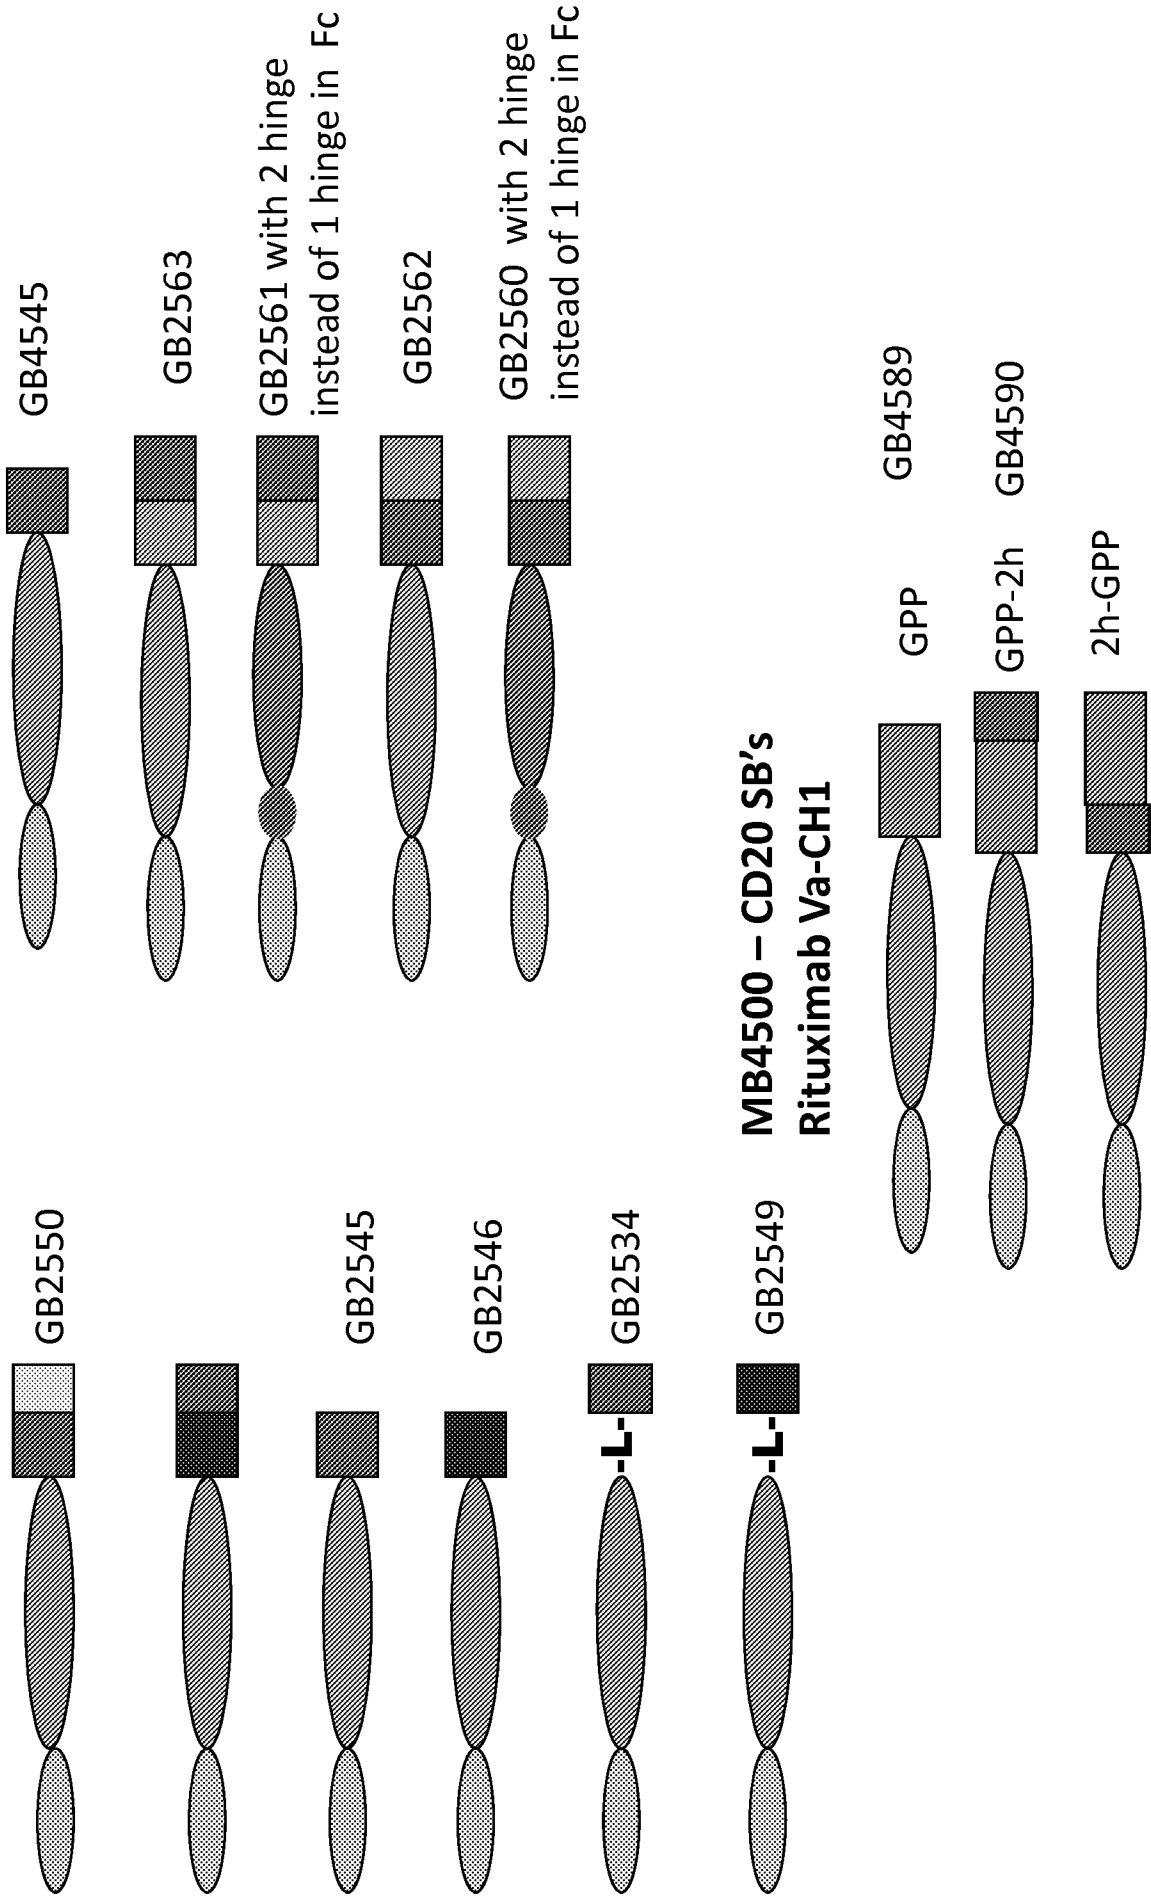 GB2550
GB2545
GB2546
-L-
GB2534
-L-
GB2549
GB4545
GB2563
GB2561 with 2 hinge
instead of 1 hinge in Fc
GB2562
GB2560 with 2 hinge
instead of 1 hinge in Fc
MB4500 – CD20 SB's
Rituximab Va-CH1
GPP GB4589
GPP-2h GB4590
2h-GPP